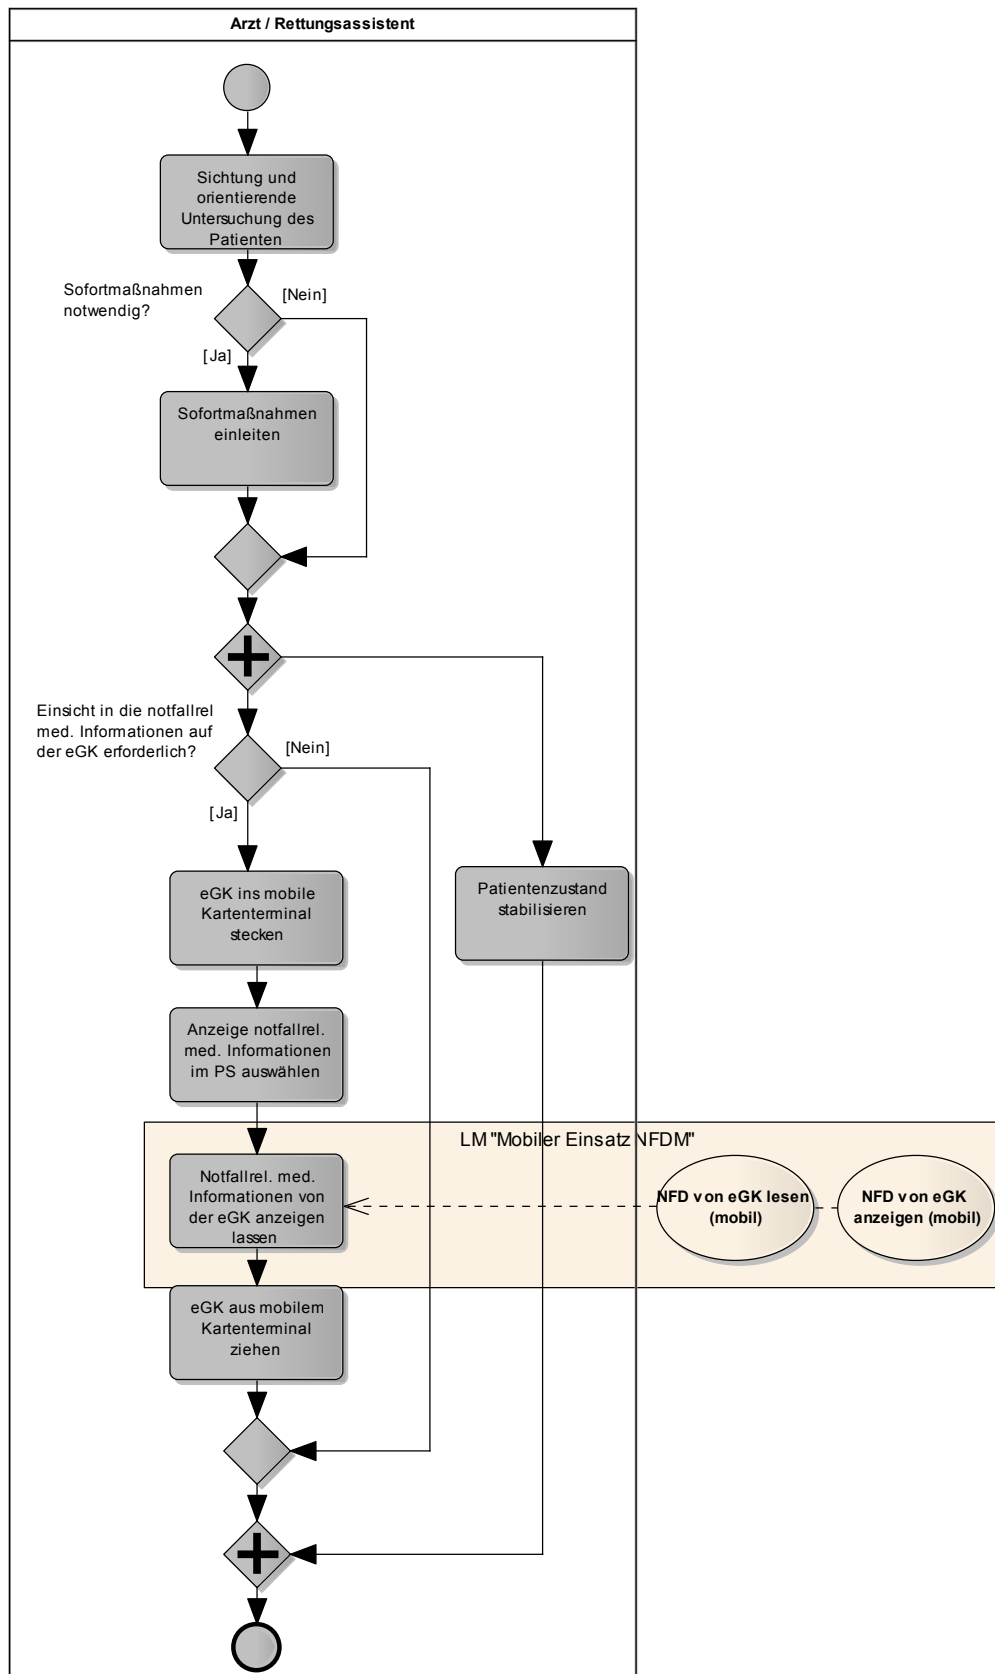 Arzt / Rettungsassistent
Sichtung und
orientierende
Untersuchung des
Patienten
Sofortmaßnahmen
notwendig?
[Nein]
[Ja]
Sofortmaßnahmen
einleiten
Einsicht in die notfallrel
med. Informationen auf
der eGK erforderlich?
[Nein]
[Ja]
eGK ins mobile
Kartenterminal
stecken
Patientenzustand
stabilisieren
Anzeige notfallrel.
med. Informationen
im PS auswählen
LM "Mobiler Einsatz NFDM"
Notfallrel. med.
Informationen von
der eGK anzeigen
lassen
NFD von eGK lesen
(mobil)
NFD von eGK
anzeigen (mobil)
eGK aus mobilem
Kartenterminal
ziehen